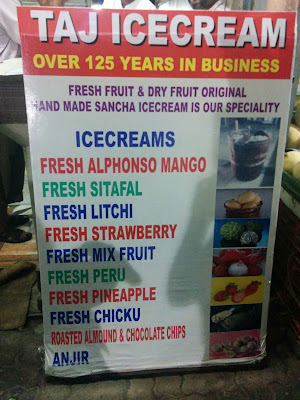 TAJ ICECREAM
OVER 125 YEARS IN BUSINESS
FRESH FRUIT & DRY FRUIT ORIGINAL
HAND MADE SANCHA ICECREAM IS OUR SPECIALITY
ICECREAMS
FRESH ALPHONSO MANGO
FRESH SITAFAL
FRESH LITCHI
FRESH STRAWBERRY
FRESH MIX FRUIT
FRESH PERU
FRESH PINEAPPLE
FRESH CHICKU
ROASTED ALMOUND & CHOCOLATE CHIPS
ANJIR